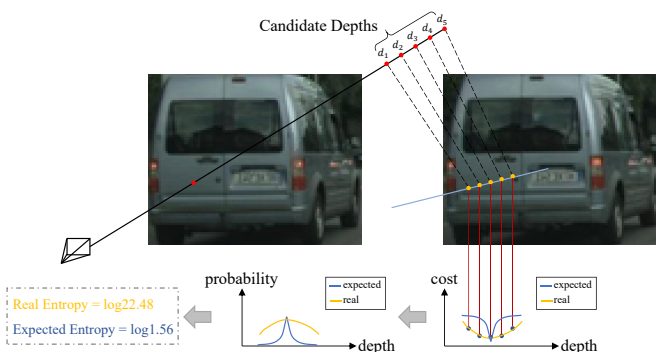 Candidate Depths
d₁ d₂ d₃ d₄ d₅
probability
expected
real
depth
cost
expected
real
depth
Real Entropy = log22.48
Expected Entropy = log1.56